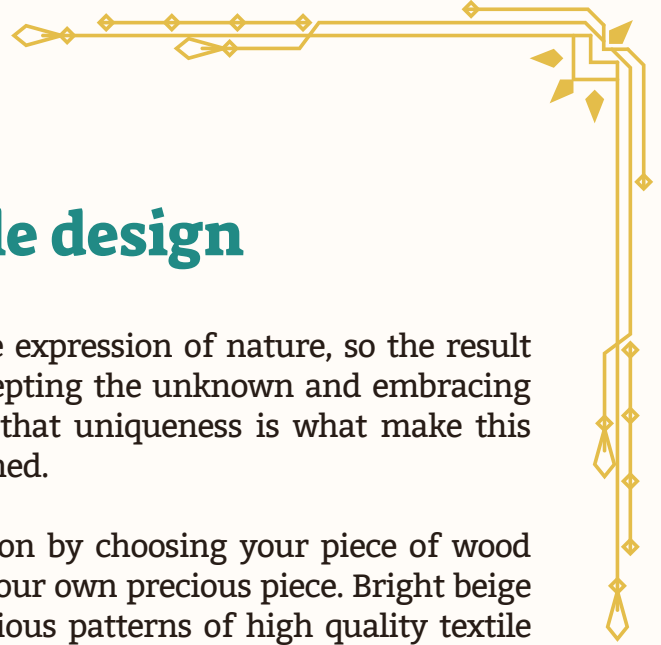 le design
e expression of nature, so the result
epting the unknown and embracing
that uniqueness is what make this
ned.
on by choosing your piece of wood
our own precious piece. Bright beige
ious patterns of high quality textile